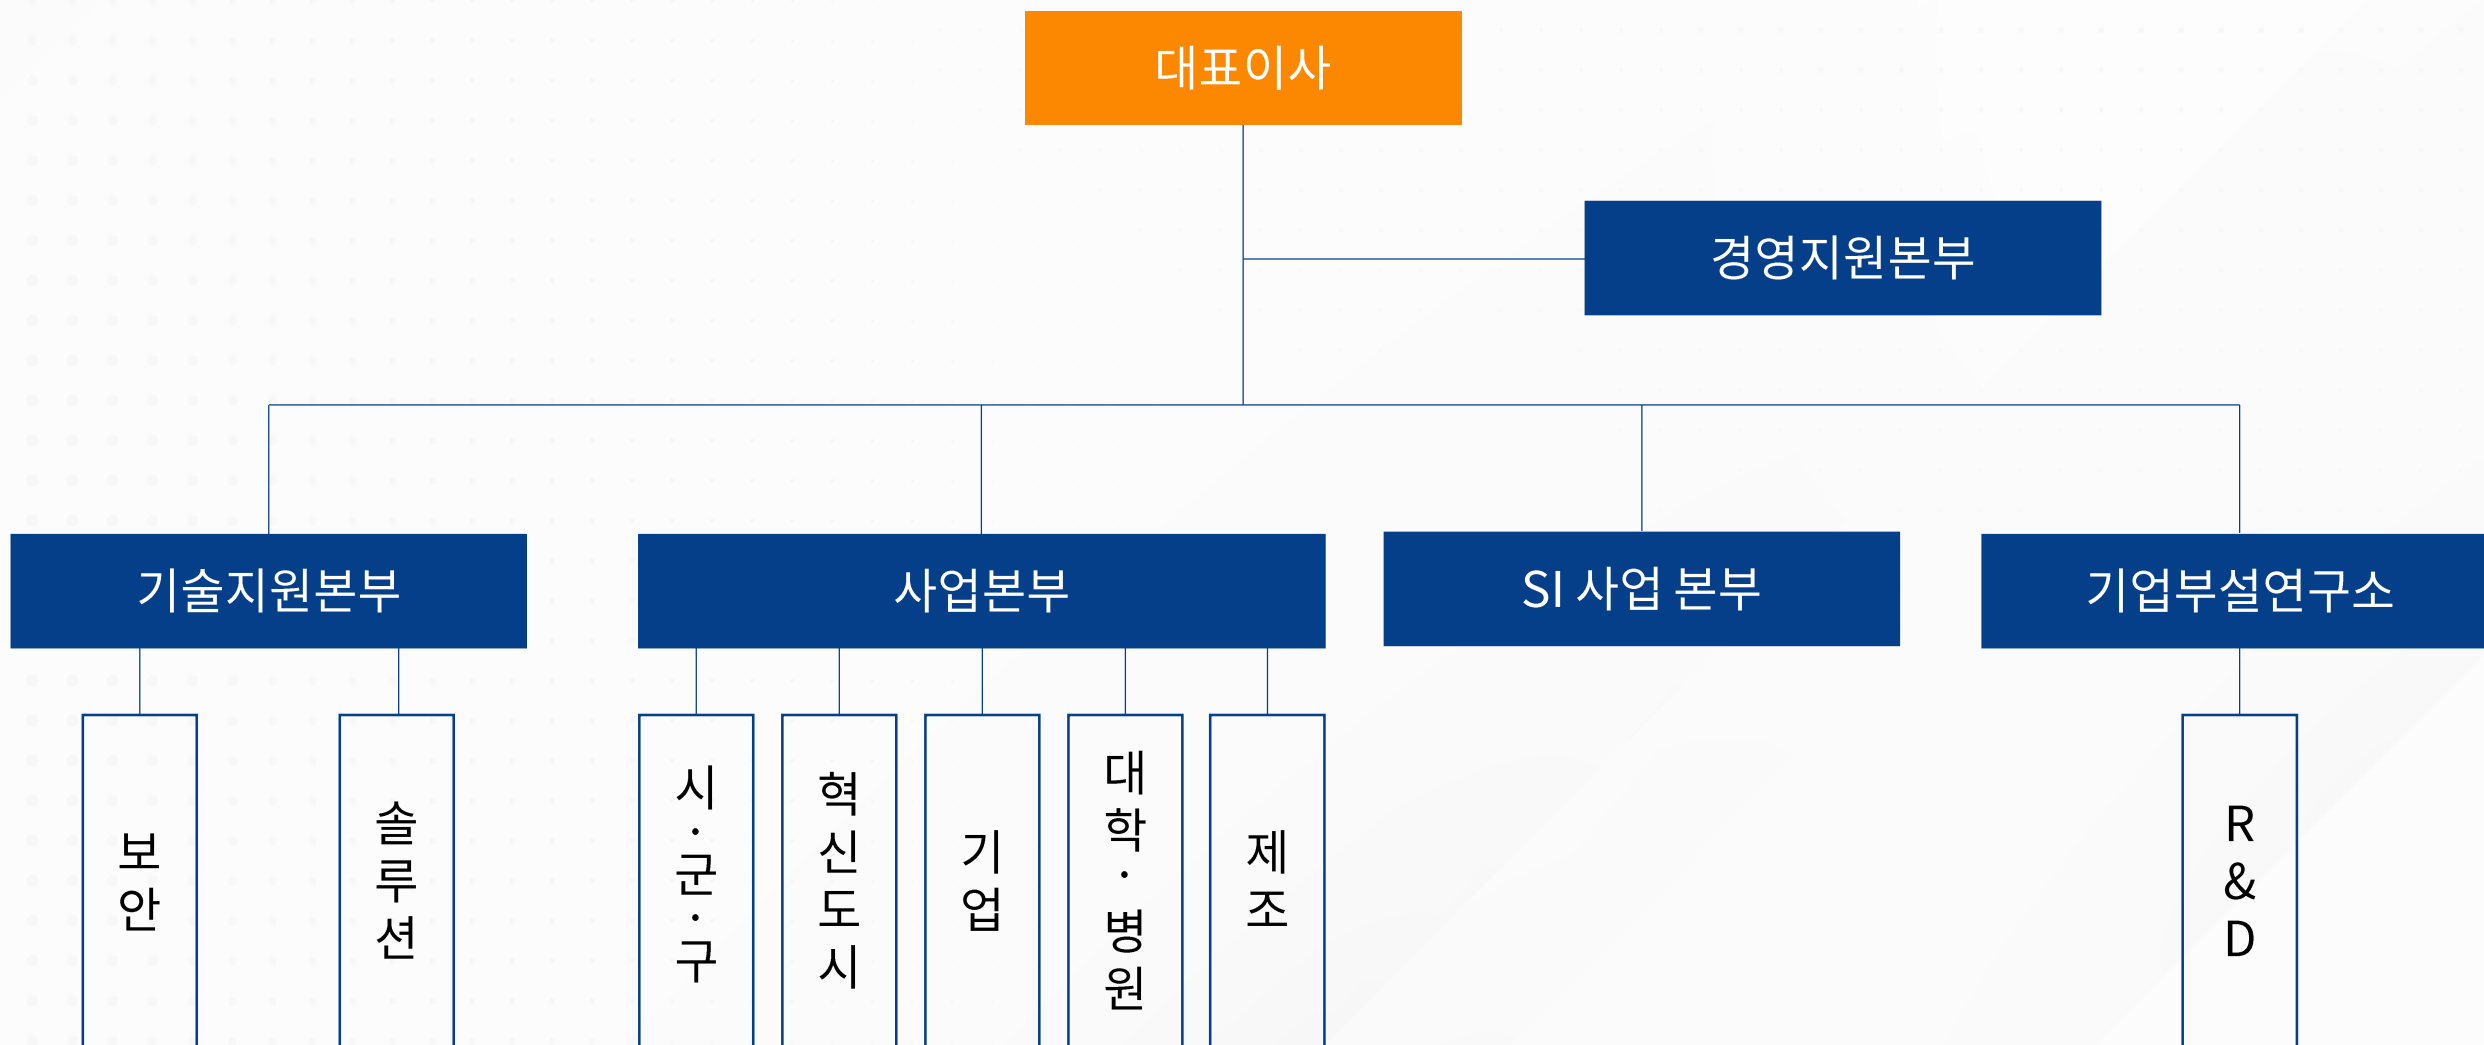 대표이사
경영지원본부
기술지원본부
사업본부
SI 사업 본부
기업부설연구소
보안
솔루션
시·군·구
혁신도시
기업
대학·병원
제조
R&D